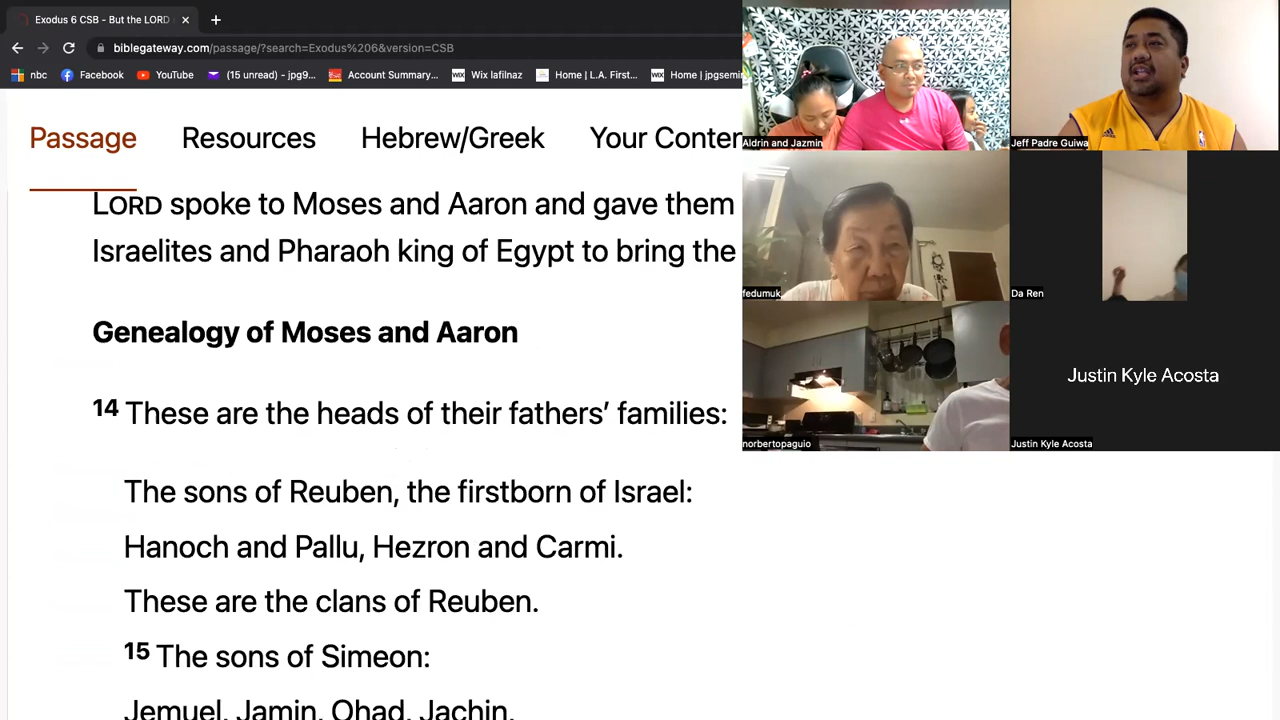 Exodus 6 CSB - But the LORD
biblegateway.com/passage/?search=Exodus%206&version=CSB
nbc Facebook YouTube (15 unread) - jpg9... Account Summary... Wix lafilnaz Home | L.A. First... Home | jpgsemi
Passage Resources Hebrew/Greek Your Conten
LORD spoke to Moses and Aaron and gave them
Israelites and Pharaoh king of Egypt to bring the
Genealogy of Moses and Aaron
14 These are the heads of their fathers’ families:
The sons of Reuben, the firstborn of Israel:
Hanoch and Pallu, Hezron and Carmi.
These are the clans of Reuben.
15 The sons of Simeon:
Jemuel, Jamin, Ohad, Jachin,
Aldrin and Jazmin
Jeff Padre Guiwa
fedumuk
Da Ren
norbertopaguio
Justin Kyle Acosta
Justin Kyle Acosta